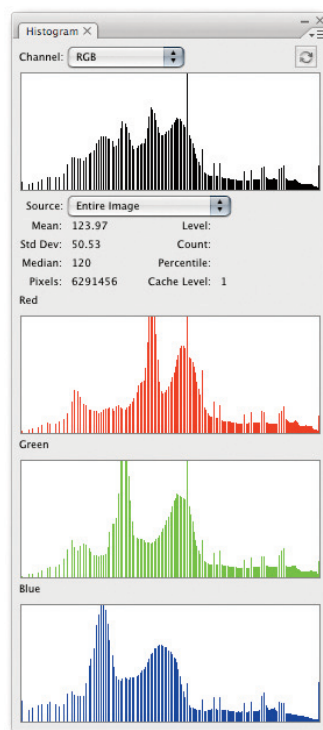 Histogram ×
Channel: RGB
Source: Entire Image
Mean: 123.97 Level:
Std Dev: 50.53 Count:
Median: 120 Percentile:
Pixels: 6291456 Cache Level: 1
Red
Green
Blue